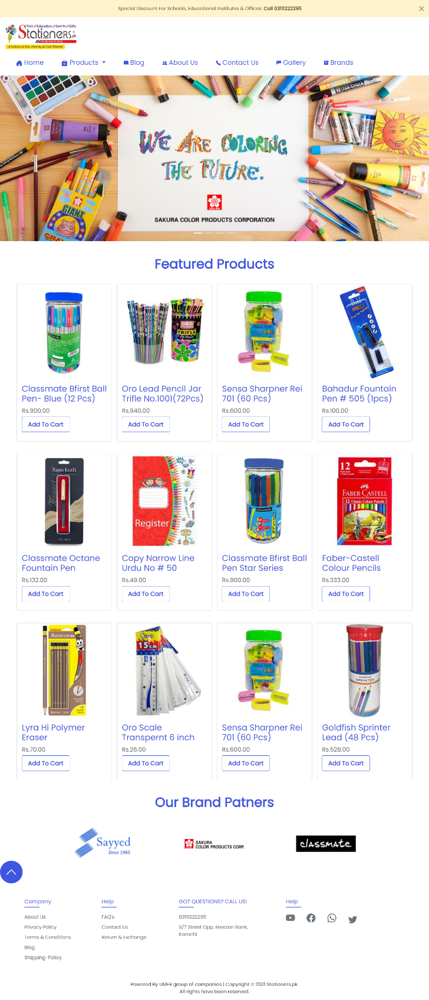 Special Discount For Schools, Educational Institutes & Offices. Call 03111222295
Toys Education Sports Gifts
Stationers.pk
Home
Products
Blog
About Us
Contact Us
Gallery
Brands
GIANT
WE ARE COLORING
THE FUTURE.
SAKURA
SAKURA COLOR PRODUCTS CORPORATION
Featured Products
Classmate Bfirst Ball
Pen- Blue (12 Pcs)
Rs.900.00
Add To Cart
ORO
TRIFLE
Oro Lead Pencil Jar
Trifle No.1001(72Pcs)
Rs.940.00
Add To Cart
Sensa Sharpner Rei
701 (60 Pcs)
Rs.600.00
Add To Cart
Bahadur Fountain
Pen # 505 (1pcs)
Rs.100.00
Add To Cart
Paperkraft
Mozart
Classmate Octane
Fountain Pen
Rs.132.00
Add To Cart
Register
Copy Narrow Line
Urdu No # 50
Rs.49.00
Add To Cart
classmate
Classmate Bfirst Ball
Pen Star Series
Rs.900.00
Add To Cart
12
FABER-CASTELL
12 Classic Colour Pencils
Faber-Castell
Colour Pencils
Rs.333.00
Add To Cart
Goldfish
Autocrat
Lyra Hi Polymer
Eraser
Rs.70.00
Add To Cart
6inch
15cm
Oro Scale
Transpernt 6 inch
Rs.26.00
Add To Cart
Sensa Sharpner Rei
701 (60 Pcs)
Rs.600.00
Add To Cart
Goldfish
SPRINTER
Goldfish Sprinter
Lead (48 Pcs)
Rs.528.00
Add To Cart
Our Brand Patners
Sayyed
Since 1965
SAKURA
COLOR PRODUCTS CORP.
classmate
Company
About Us
Privacy Policy
Terms & Conditions
Blog
Shipping-Policy
Help
FAQ's
Contact Us
Return & Exchange
GOT QUESTIONS? CALL US!
03111222295
S/7 Street Opp. Meezan Bank,
Karachi
Help
Powered By UMER group of companies | Copyright © 2021 Stationers.pk.
All rights have been reserved.